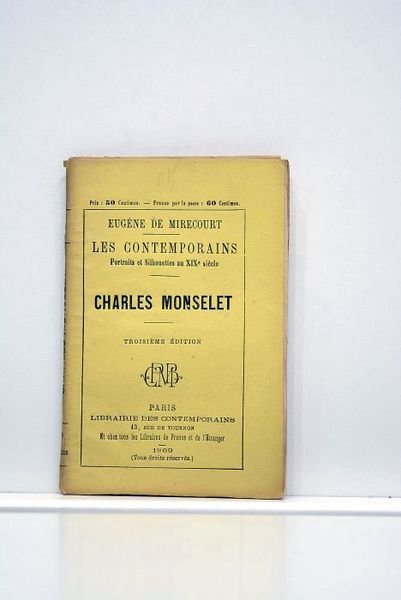 Prix : 50 Centimes. — Franco par la poste : 60 Centimes.
EUGÈNE DE MIRECOURT
LES CONTEMPORAINS
Portraits et Silhouettes au XIXe siècle
CHARLES MONSELET
TROISIÈME ÉDITION
PARIS
LIBRAIRIE DES CONTEMPORAINS
13, RUE DE TOURNON
Et chez tous les Libraires de France et de l'Étranger
1869
(Tous droits réservés.)